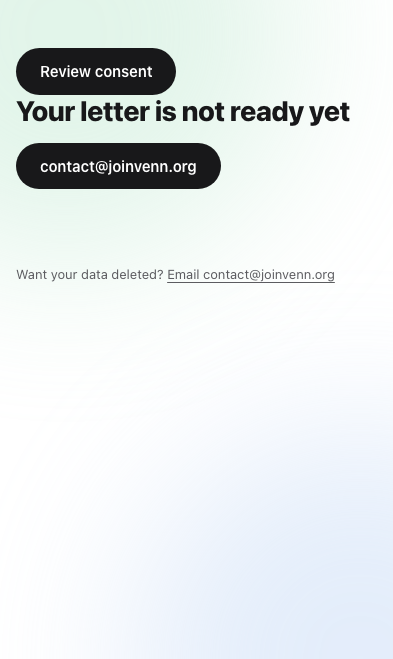 Review consent
Your letter is not ready yet
contact@joinvenn.org
Want your data deleted? Email contact@joinvenn.org